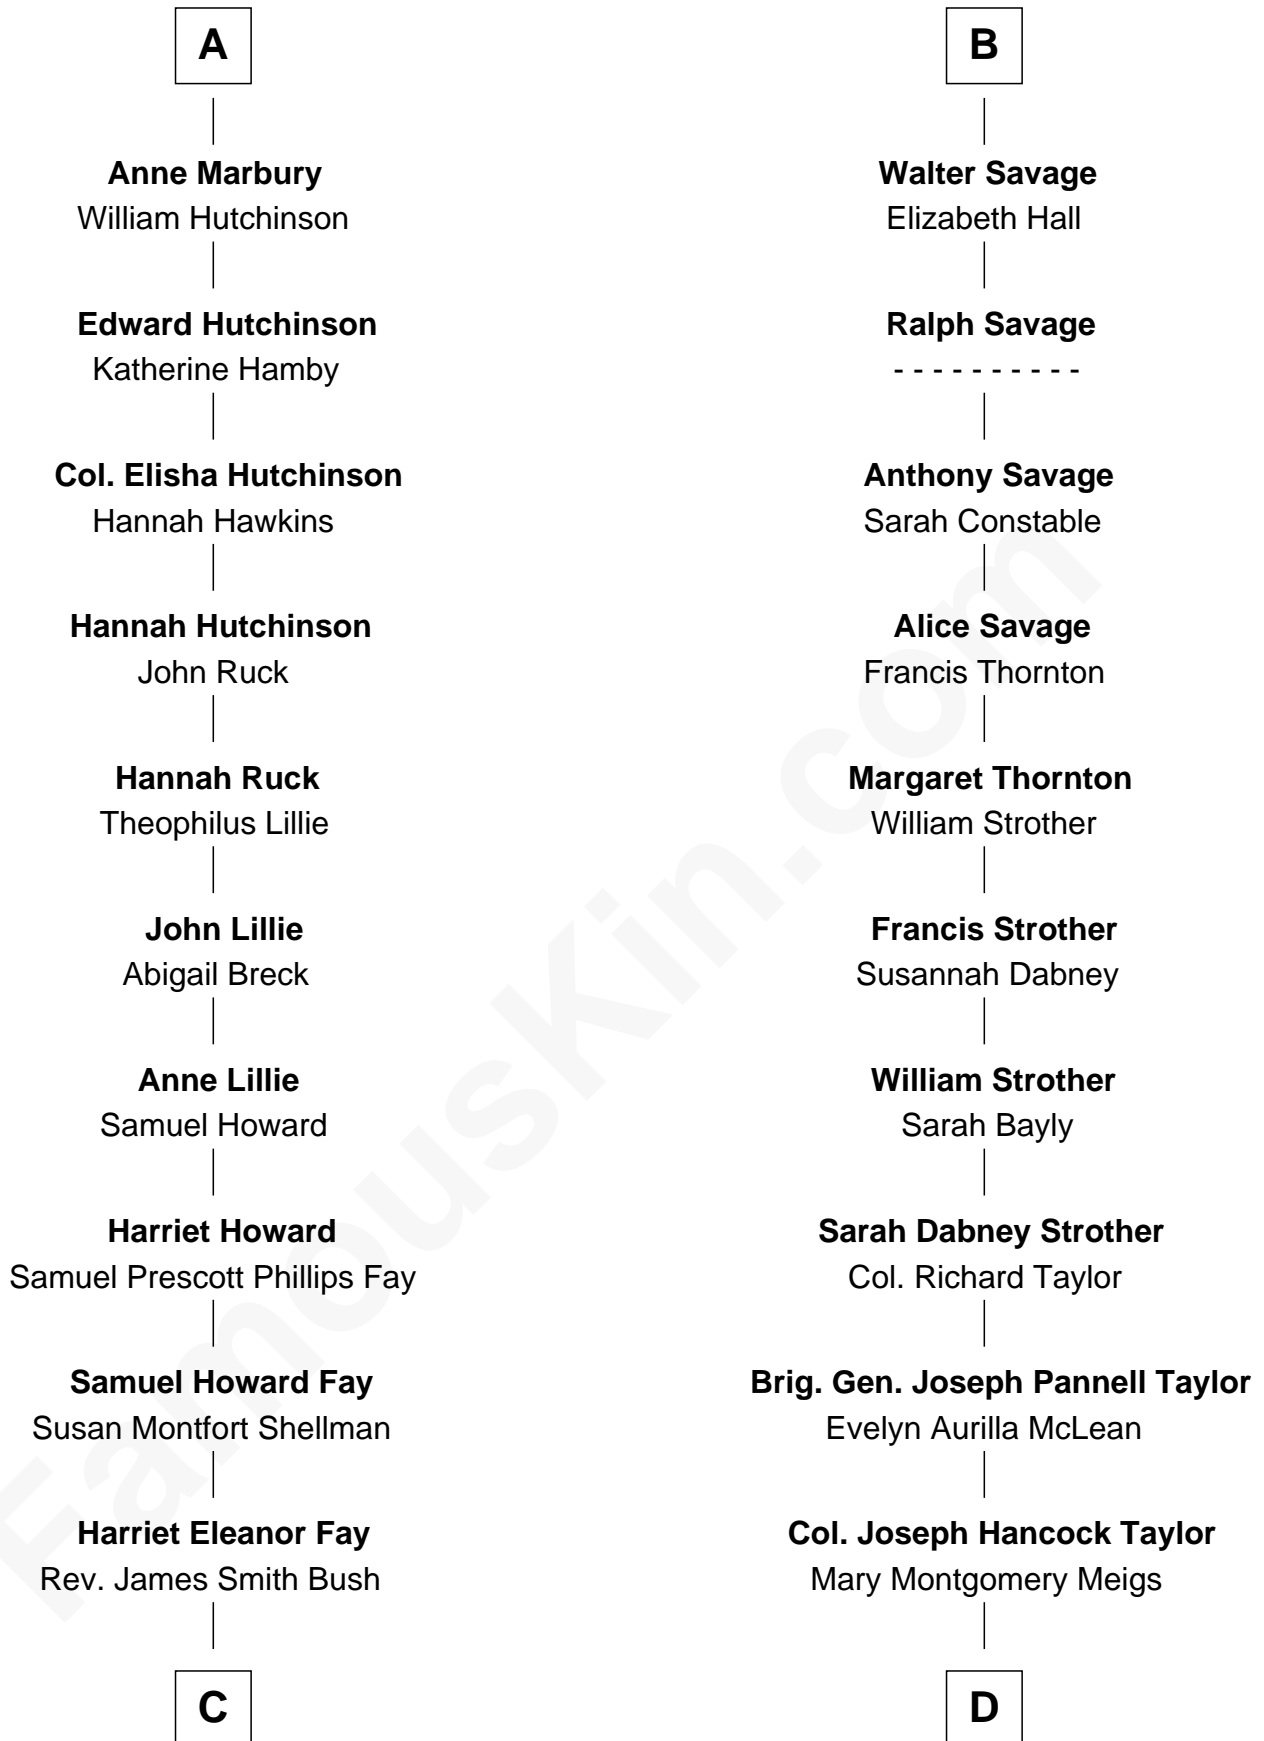 A
Anne Marbury
William Hutchinson
Edward Hutchinson
Katherine Hamby
Col. Elisha Hutchinson
Hannah Hawkins
Hannah Hutchinson
John Ruck
Hannah Ruck
Theophilus Lillie
John Lillie
Abigail Breck
Anne Lillie
Samuel Howard
Harriet Howard
Samuel Prescott Phillips Fay
Samuel Howard Fay
Susan Montfort Shellman
Harriet Eleanor Fay
Rev. James Smith Bush
C
B
Walter Savage
Elizabeth Hall
Ralph Savage
- - - - - - - - - -
Anthony Savage
Sarah Constable
Alice Savage
Francis Thornton
Margaret Thornton
William Strother
Francis Strother
Susannah Dabney
William Strother
Sarah Bayly
Sarah Dabney Strother
Col. Richard Taylor
Brig. Gen. Joseph Pannell Taylor
Evelyn Aurilla McLean
Col. Joseph Hancock Taylor
Mary Montgomery Meigs
D
FamousKin.com